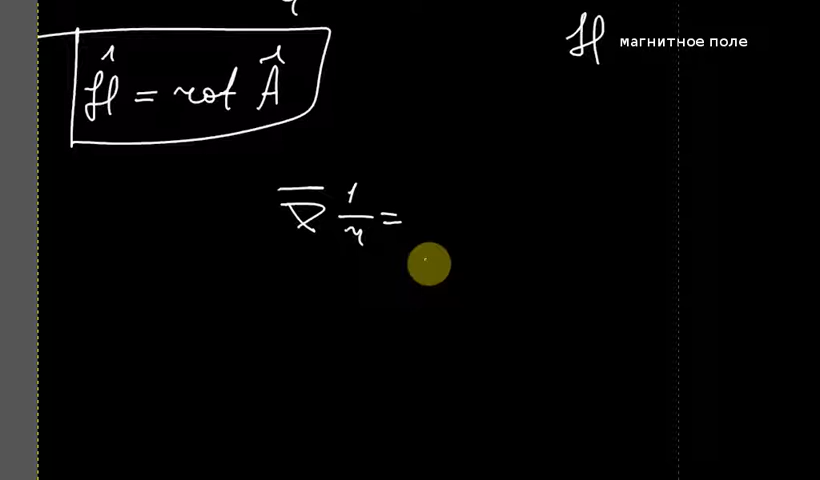 Ĥ = rot Â
H магнитное поле
∇ 1/r =